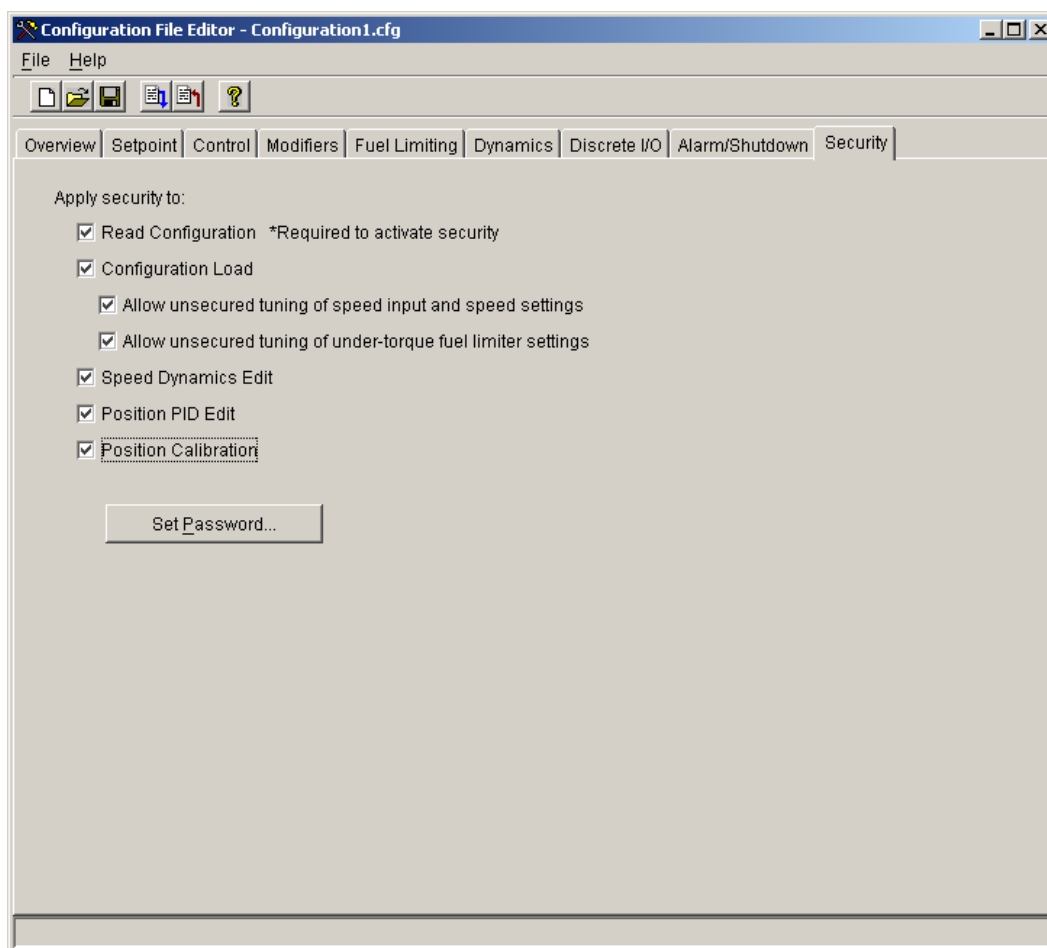 Configuration File Editor - Configuration1.cfg
File Help
Overview Setpoint Control Modifiers Fuel Limiting Dynamics Discrete I/O Alarm/Shutdown Security
Apply security to:
Read Configuration *Required to activate security
Configuration Load
Allow unsecured tuning of speed input and speed settings
Allow unsecured tuning of under-torque fuel limiter settings
Speed Dynamics Edit
Position PID Edit
Position Calibration
Set Password...